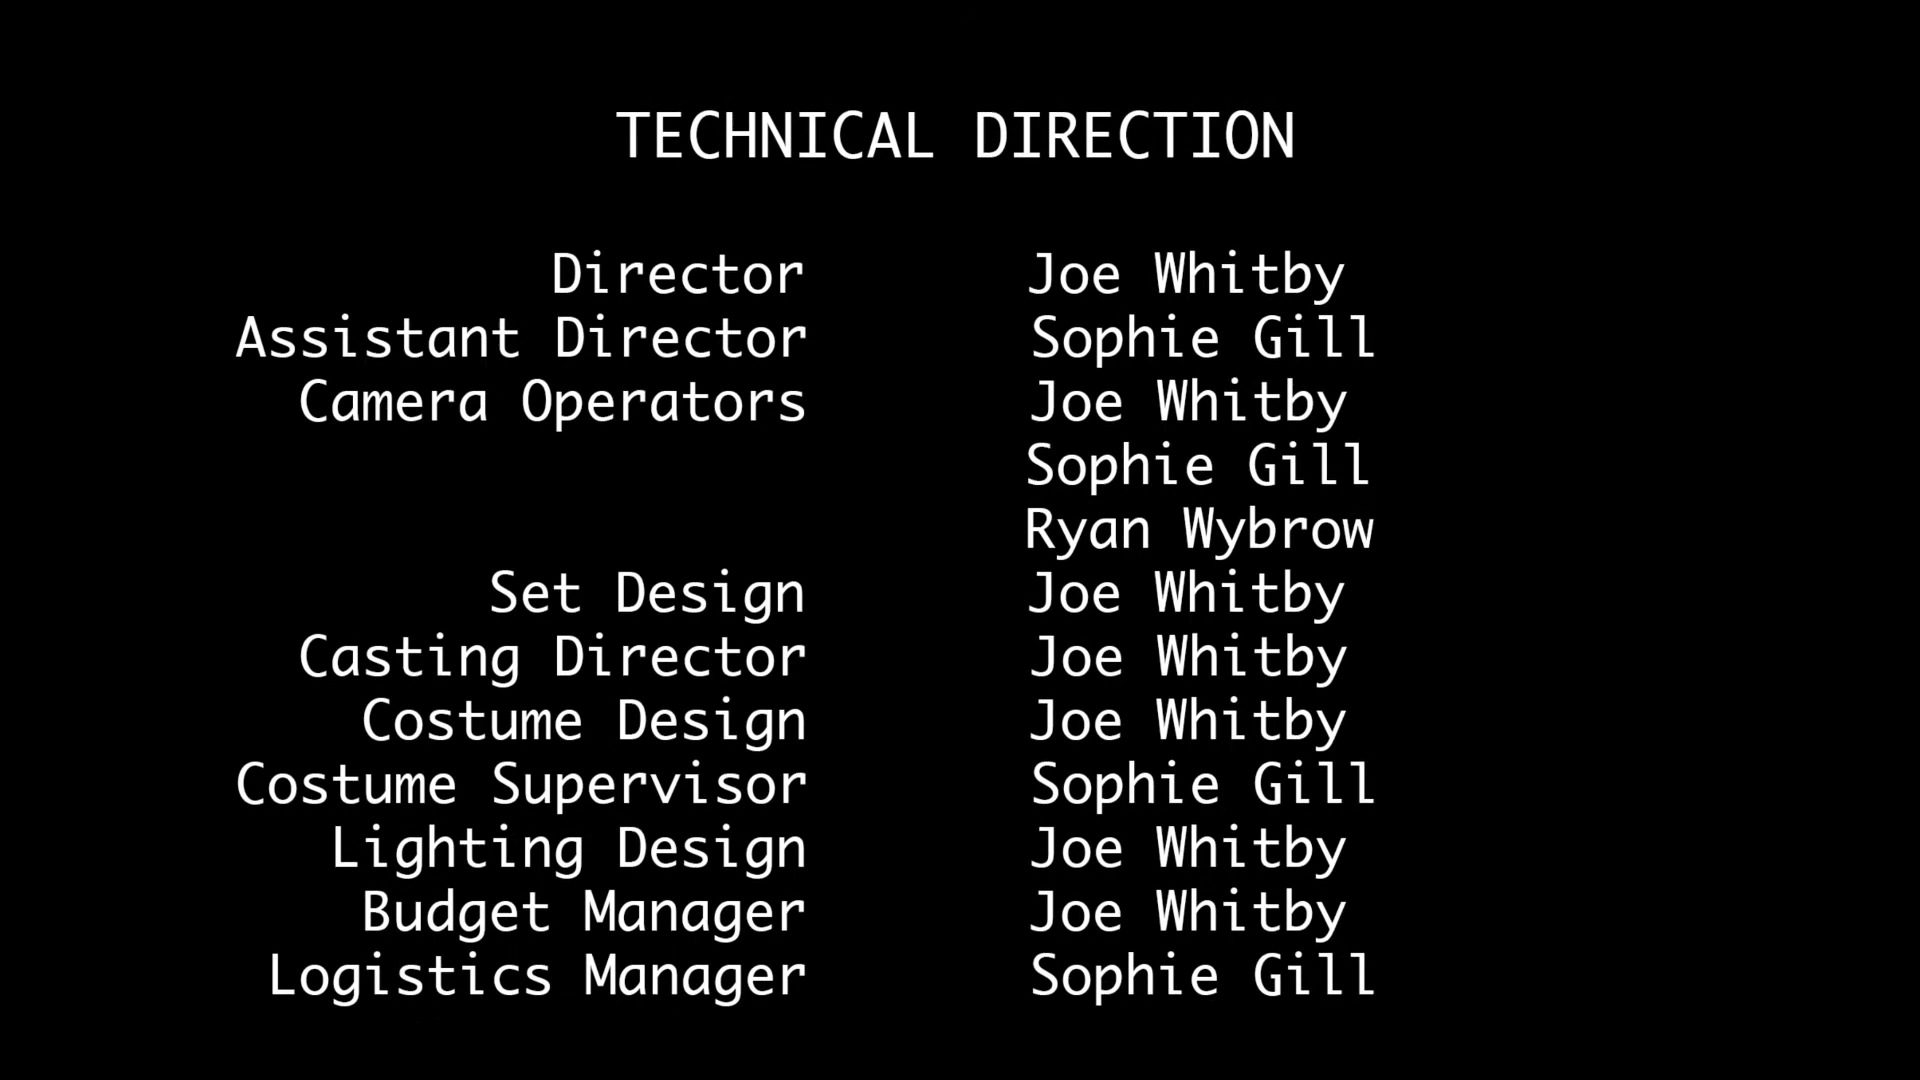 TECHNICAL DIRECTION
Director Joe Whitby
Assistant Director Sophie Gill
Camera Operators Joe Whitby
Sophie Gill
Ryan Wybrow
Set Design Joe Whitby
Casting Director Joe Whitby
Costume Design Joe Whitby
Costume Supervisor Sophie Gill
Lighting Design Joe Whitby
Budget Manager Joe Whitby
Logistics Manager Sophie Gill